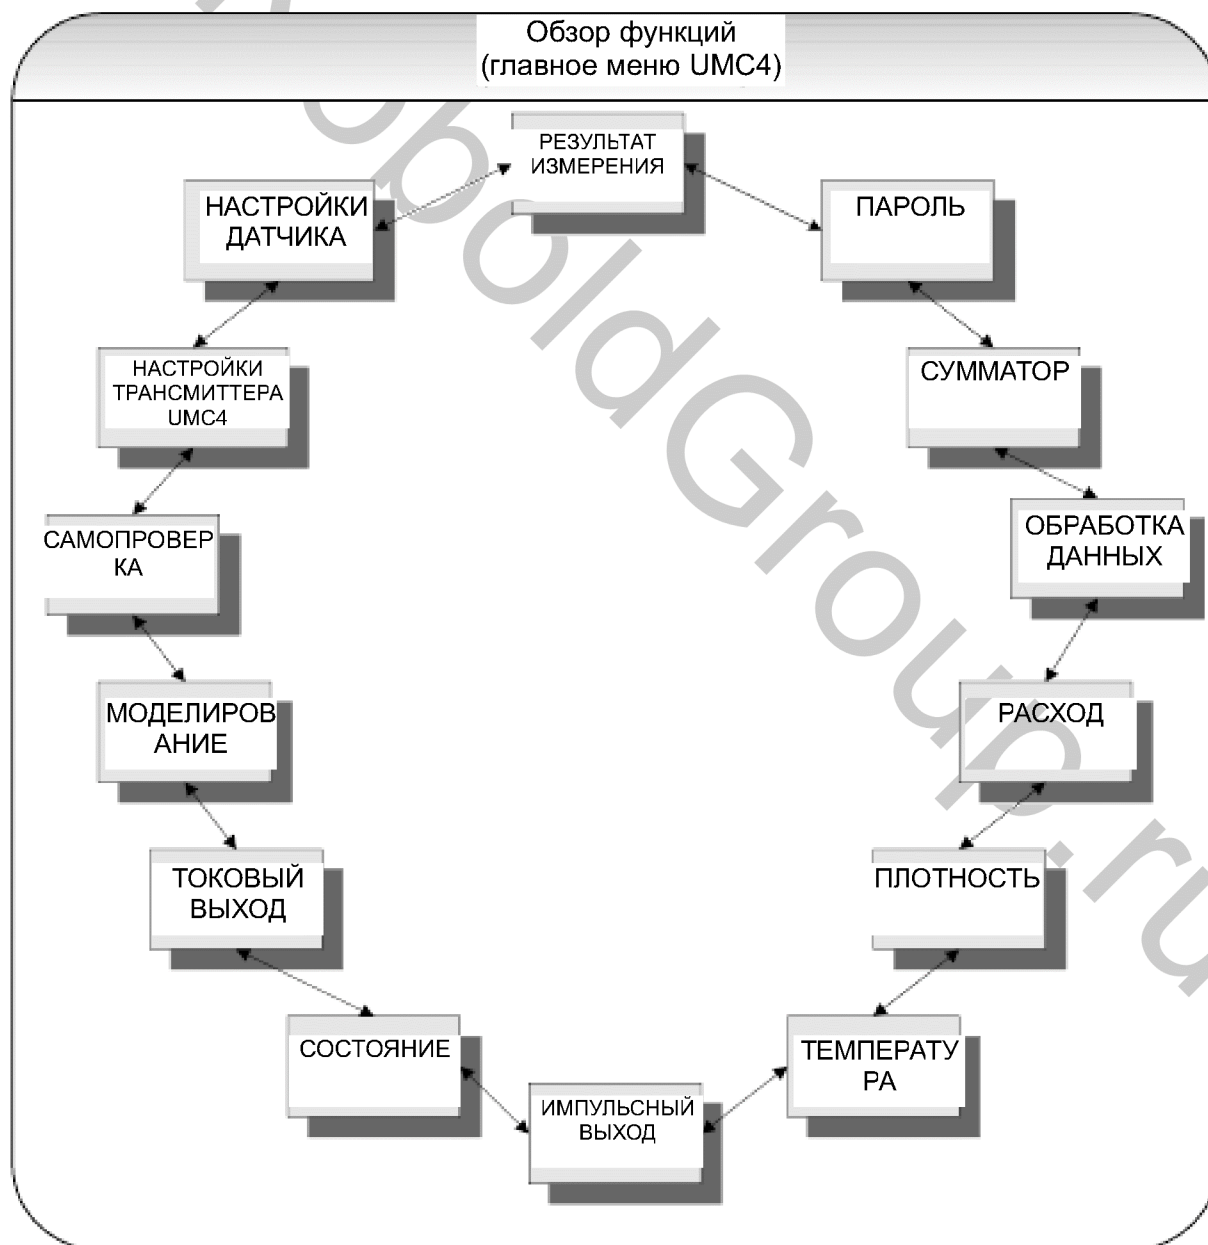 Обзор функций
(главное меню UMC4)
РЕЗУЛЬТАТ
ИЗМЕРЕНИЯ
НАСТРОЙКИ
ДАТЧИКА
ПАРОЛЬ
НАСТРОЙКИ
ТРАНСМИТТЕРА
UMC4
СУММАТОР
САМОПРОВЕР
КА
ОБРАБОТКА
ДАННЫХ
МОДЕЛИРОВ
АНИЕ
РАСХОД
ТОКОВЫЙ
ВЫХОД
ПЛОТНОСТЬ
СОСТОЯНИЕ
ТЕМПЕРАТУ
РА
ИМПУЛЬСНЫЙ
ВЫХОД
KoboldGroup.ru